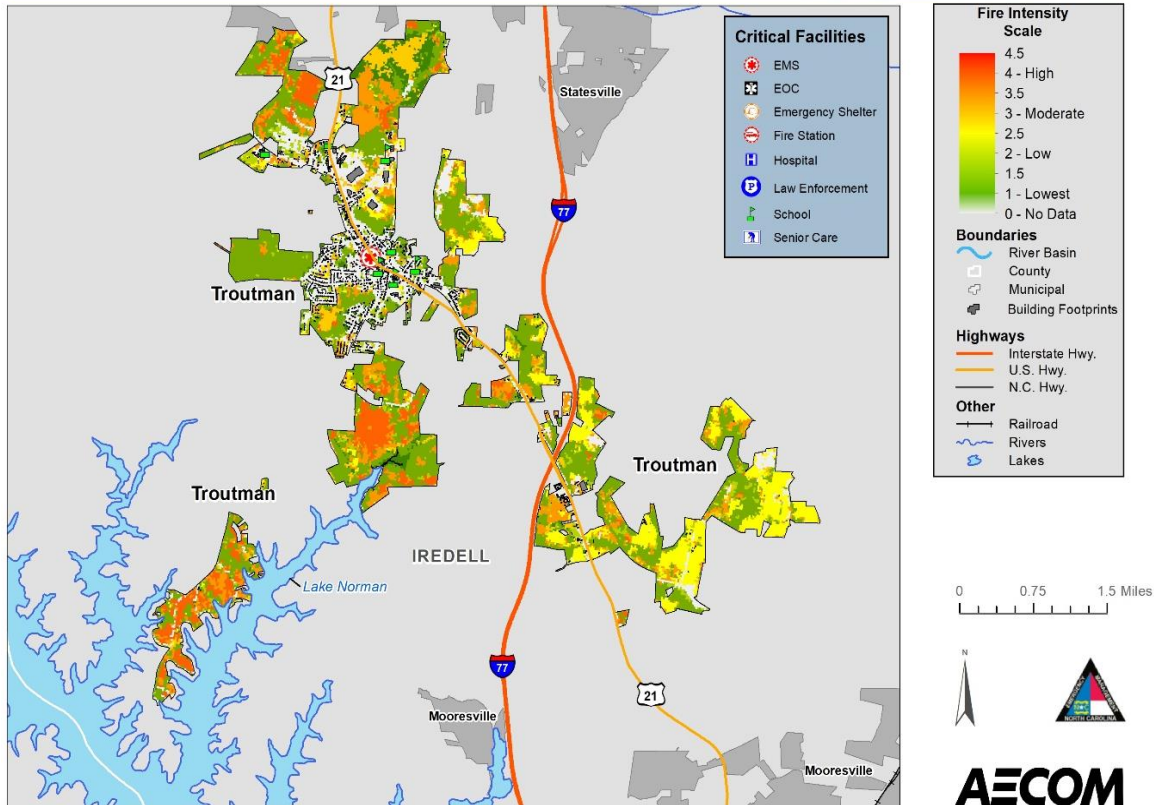 21
Statesville
77
Troutman
Troutman
Troutman
IREDELL
Lake Norman
77
21
Mooresville
Mooresville
Critical Facilities
EMS
EOC
Emergency Shelter
Fire Station
H Hospital
P Law Enforcement
School
Senior Care
Fire Intensity
Scale
4.5
4 - High
3.5
3 - Moderate
2.5
2 - Low
1.5
1 - Lowest
0 - No Data
Boundaries
River Basin
County
Municipal
Building Footprints
Highways
Interstate Hwy.
U.S. Hwy.
N.C. Hwy.
Other
Railroad
Rivers
Lakes
0 0.75 1.5 Miles
N
NORTH CAROLINA
AECOM